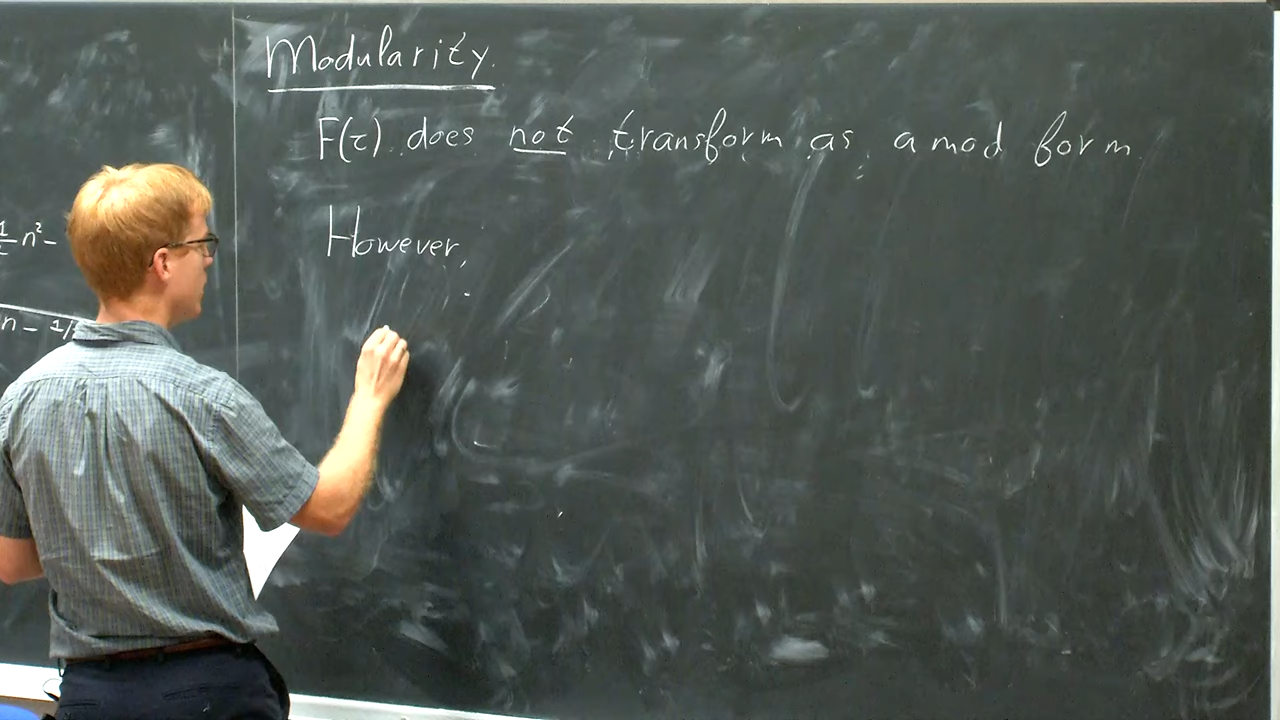 Modularity.
F(τ) does not transform as a mod form
However,
n² -
n - 1/